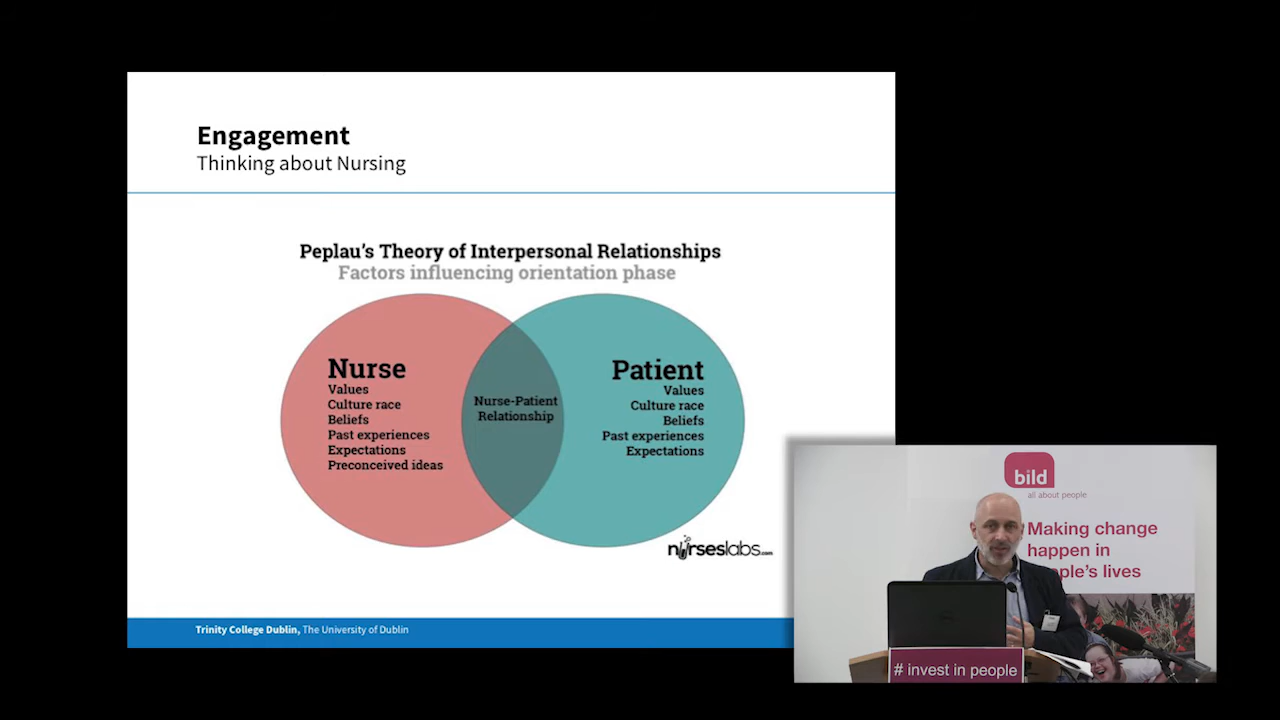 Engagement
Thinking about Nursing
Peplau's Theory of Interpersonal Relationships
Factors influencing orientation phase
Nurse
Values
Culture race
Beliefs
Past experiences
Expectations
Preconceived ideas
Nurse-Patient
Relationship
Patient
Values
Culture race
Beliefs
Past experiences
Expectations
nurseslabs.com
Trinity College Dublin, The University of Dublin
bild
all about people
Making change
happen in
ople's lives
# invest in people